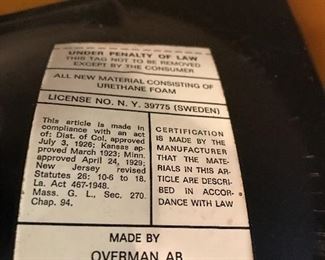 UNDER PENALTY OF LAW
THIS TAG NOT TO BE REMOVED
EXCEPT BY THE CONSUMER
ALL NEW MATERIAL CONSISTING OF
URETHANE FOAM
LICENSE NO. N. Y. 39775 (SWEDEN)
This article is made in
compliance with an act
of: Dist. of Col. approved
July 3, 1926; Kansas ap-
proved March 1923; Minn.
approved April 24, 1929;
New Jersey revised
Statutes 26: 10-6 to 18.
La. Act 467-1948.
Mass. G. L., Sec. 270
Chap. 94.
CERTIFICATION
IS MADE BY THE
MANUFACTURER
THAT THE MATE-
RIALS IN THIS AR-
TICLE ARE DESCRI-
BED IN ACCOR-
DANCE WITH LAW
MADE BY
OVERMAN AB